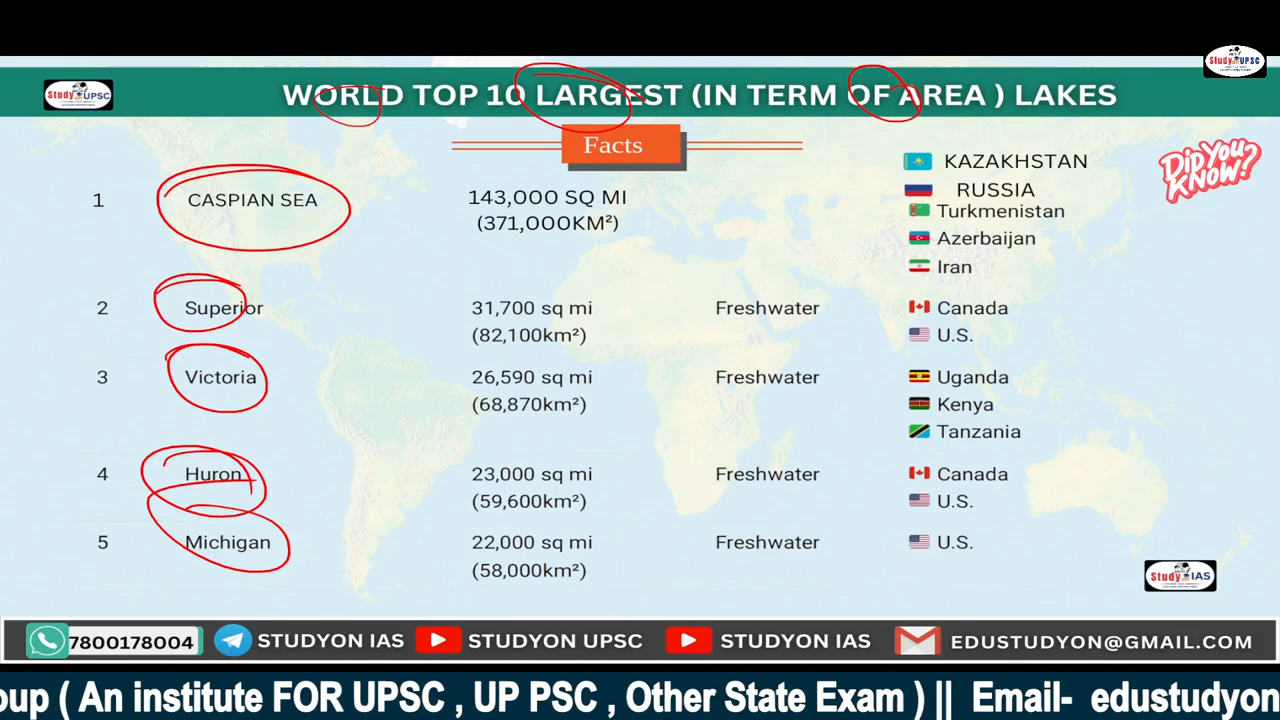 Study on UPSC
Study on UPSC
WORLD TOP 10 LARGEST (IN TERM OF AREA ) LAKES
Facts
DID YOU KNOW?
1 CASPIAN SEA 143,000 SQ MI (371,000KM²) KAZAKHSTAN
RUSSIA
Turkmenistan
Azerbaijan
Iran
2 Superior 31,700 sq mi Freshwater Canada
(82,100km²) U.S.
3 Victoria 26,590 sq mi Freshwater Uganda
(68,870km²) Kenya
Tanzania
4 Huron 23,000 sq mi Freshwater Canada
(59,600km²) U.S.
5 Michigan 22,000 sq mi Freshwater U.S.
(58,000km²)
Study IAS
7800178004 STUDYON IAS STUDYON UPSC STUDYON IAS EDUSTUDYON@GMAIL.COM
oup ( An institute FOR UPSC , UP PSC , Other State Exam ) || Email- edustudyon